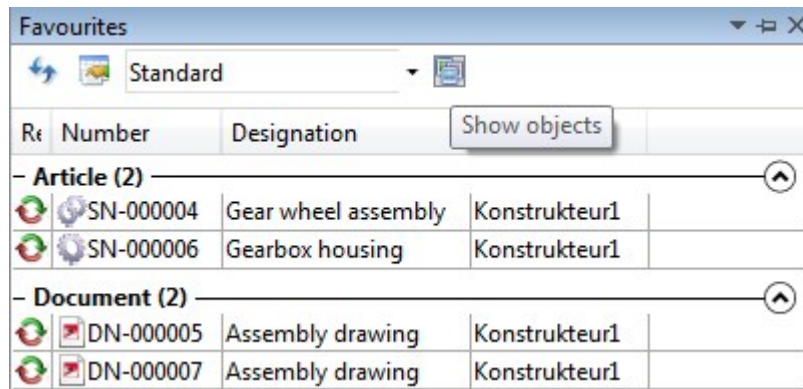 Favourites
Standard
Show objects
Re Number Designation
– Article (2)
SN-000004 Gear wheel assembly Konstrukteur1
SN-000006 Gearbox housing Konstrukteur1
– Document (2)
DN-000005 Assembly drawing Konstrukteur1
DN-000007 Assembly drawing Konstrukteur1